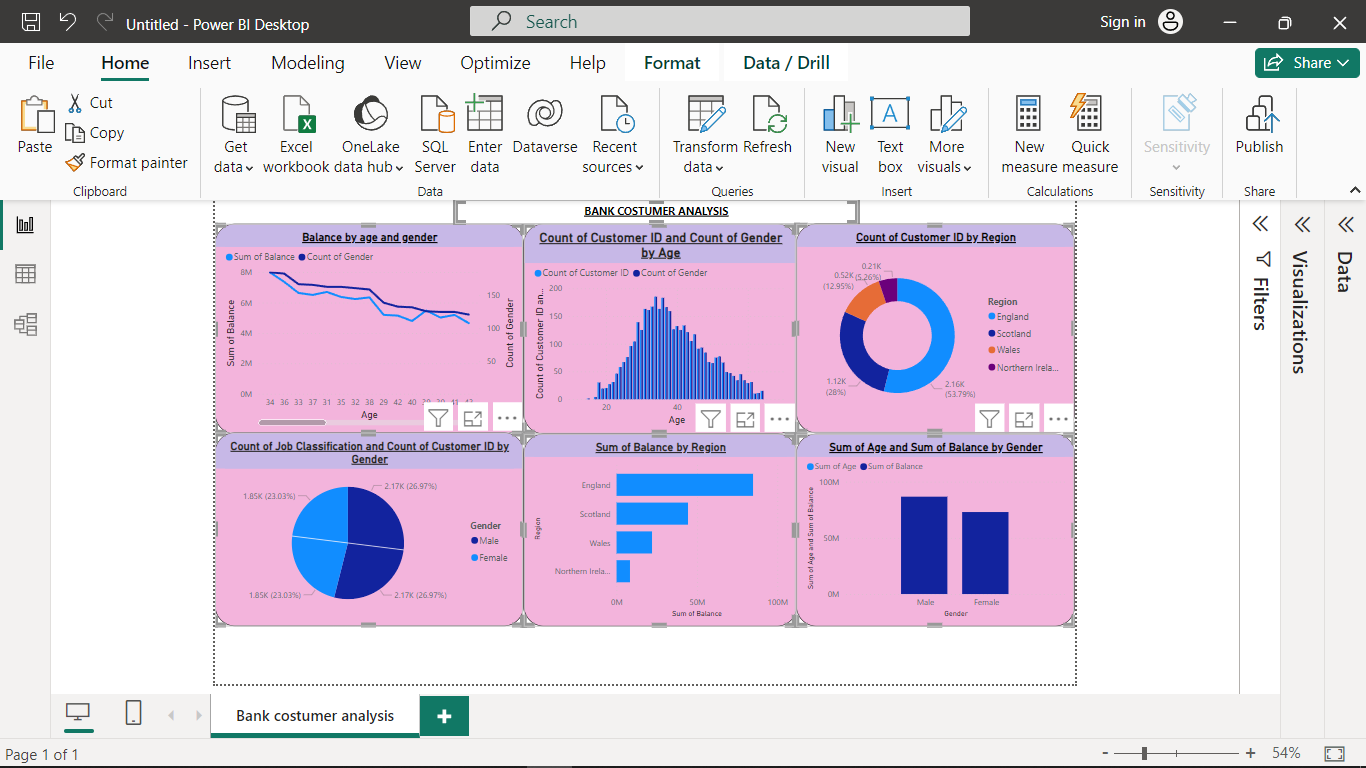 Untitled - Power BI Desktop
Search
Sign in
File Home Insert Modeling View Optimize Help Format Data / Drill
Share
Paste
Cut
Copy
Format painter
Get data
Excel workbook
OneLake data hub
SQL Server
Enter data
Dataverse
Recent sources
Transform data
Refresh
New visual
Text box
More visuals
New measure
Quick measure
Sensitivity
Publish
Clipboard
Data
Queries
Insert
Calculations
Sensitivity
Share
BANK COSTUMER ANALYSIS
Balance by age and gender
Sum of Balance Count of Gender
8M
6M
4M
2M
0M
Sum of Balance
150
100
50
Count of Gender
34 36 33 37 31 35 32 38 29 42 40
Age
Count of Customer ID and Count of Gender
by Age
Count of Customer ID Count of Gender
200
150
100
50
0
Count of Customer ID an...
20
40
Age
Count of Customer ID by Region
0.21K
(5.26%)
0.52K
(12.95%)
1.12K
(28%)
2.16K
(53.79%)
Region
England
Scotland
Wales
Northern Irela...
Count of Job Classification and Count of Customer ID by
Gender
1.85K (23.03%)
2.17K (26.97%)
1.85K (23.03%)
2.17K (26.97%)
Gender
Male
Female
Sum of Balance by Region
Region
England
Scotland
Wales
Northern Irela...
0M
50M
100M
Sum of Balance
Sum of Age and Sum of Balance by Gender
Sum of Age Sum of Balance
100M
50M
0M
Sum of Age and Sum of Balance
Male
Female
Gender
Filters
Visualizations
Data
Bank costumer analysis
Page 1 of 1
- + 54%